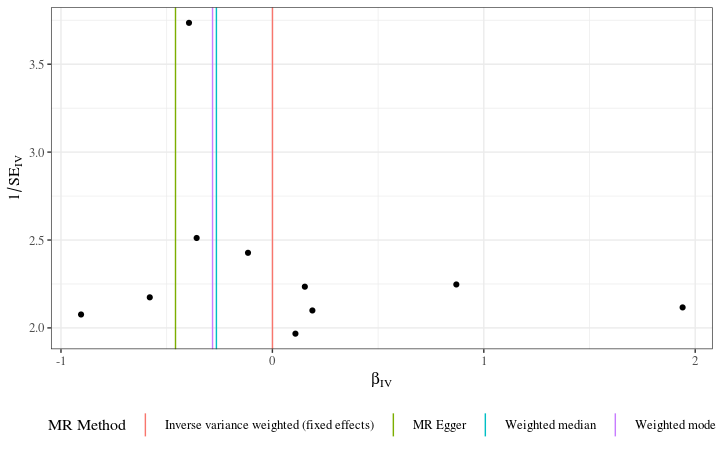 3.5
3.0
2.5
2.0
1/SE_IV
-1
0
1
2
β_IV
MR Method
Inverse variance weighted (fixed effects)
MR Egger
Weighted median
Weighted mode